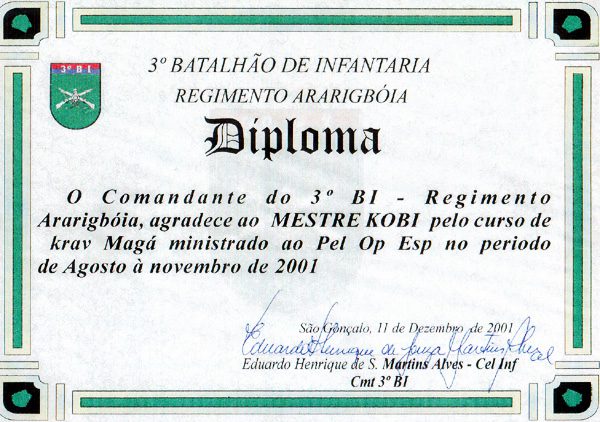 3º B I
3º BATALHÃO DE INFANTARIA
REGIMENTO ARARIGBÓIA
Diploma
O Comandante do 3º BI - Regimento
Ararigbóia, agradece ao MESTRE KOBI pelo curso de
krav Magá ministrado ao Pel Op Esp no periodo
de Agosto à novembro de 2001
São Gonçalo, 11 de Dezembro de 2001
Eduardo Henrique de Souza Martins Alves
Eduardo Henrique de S. Martins Alves - Cel Inf
Cmt 3º BI